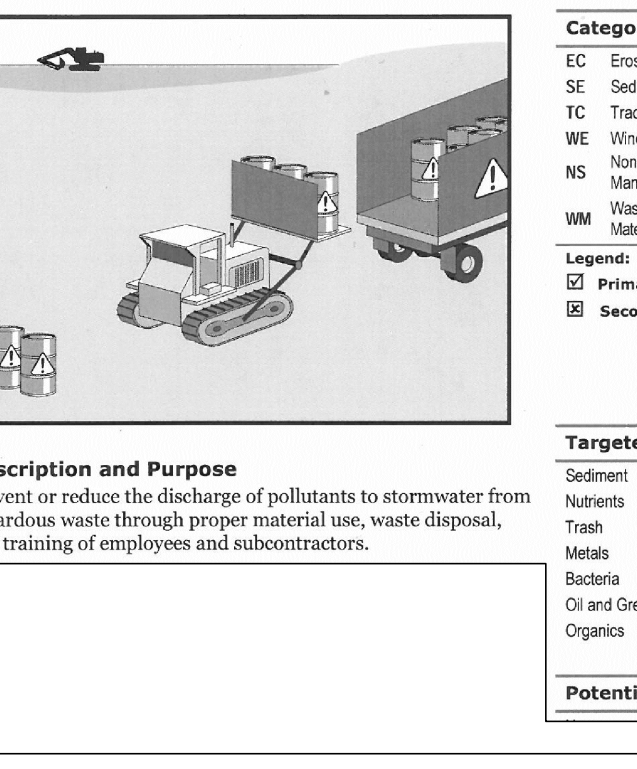 Catego
EC Eros
SE Sed
TC Trac
WE Wind
NS Non
Man
WM Was
Mate
Legend:
☑ Prima
☒ Seco
scription and Purpose
vent or reduce the discharge of pollutants to stormwater from
ardous waste through proper material use, waste disposal,
training of employees and subcontractors.
Targete
Sediment
Nutrients
Trash
Metals
Bacteria
Oil and Gre
Organics
Potenti